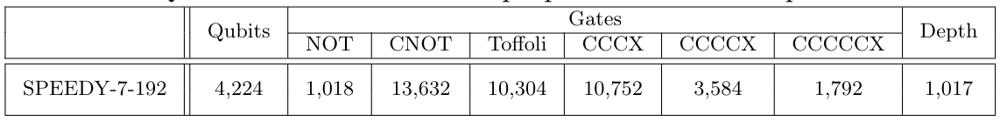 Qubits Gates Depth
NOT CNOT Toffoli CCCX CCCCX CCCCCX
SPEEDY-7-192 4,224 1,018 13,632 10,304 10,752 3,584 1,792 1,017